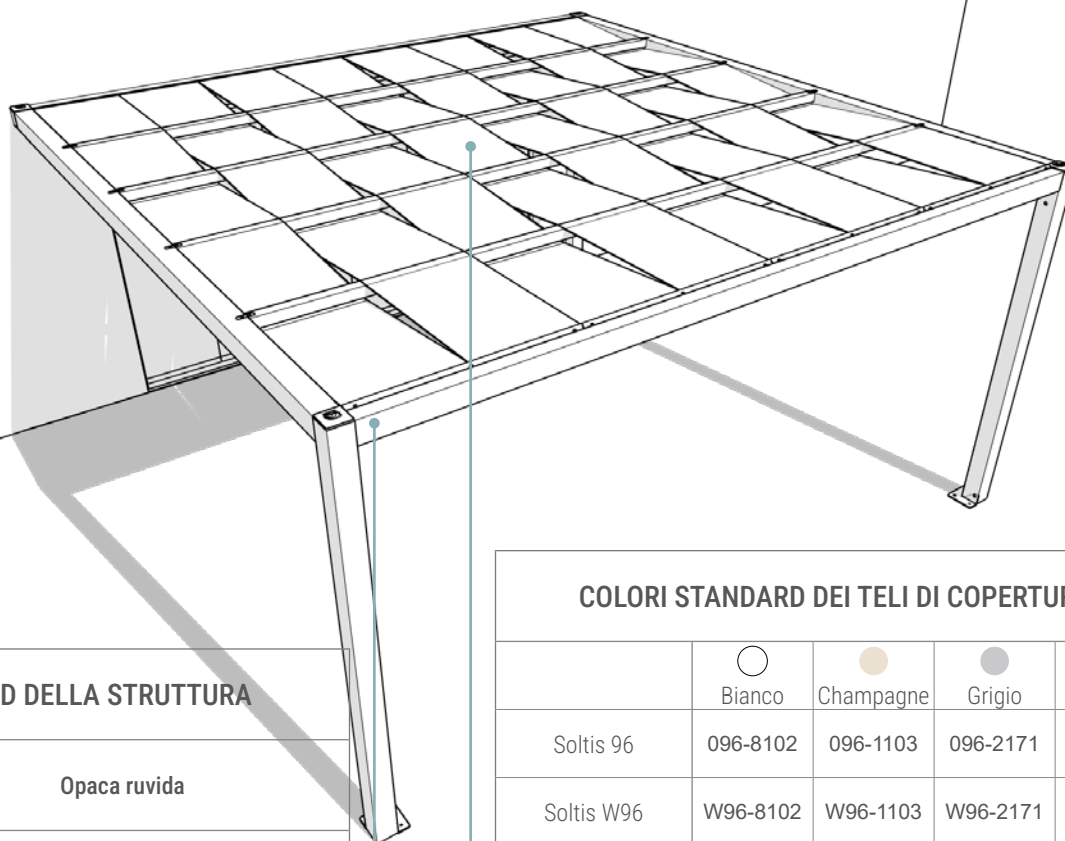 COLORI STANDARD DEI TELI DI
Bianco Champagne Grigio
Soltis 96 096-8102 096-1103 096-2171
Soltis W96 W96-8102 W96-1103 W96-2171
DELLA STRUTTURA
Opaca ruvida